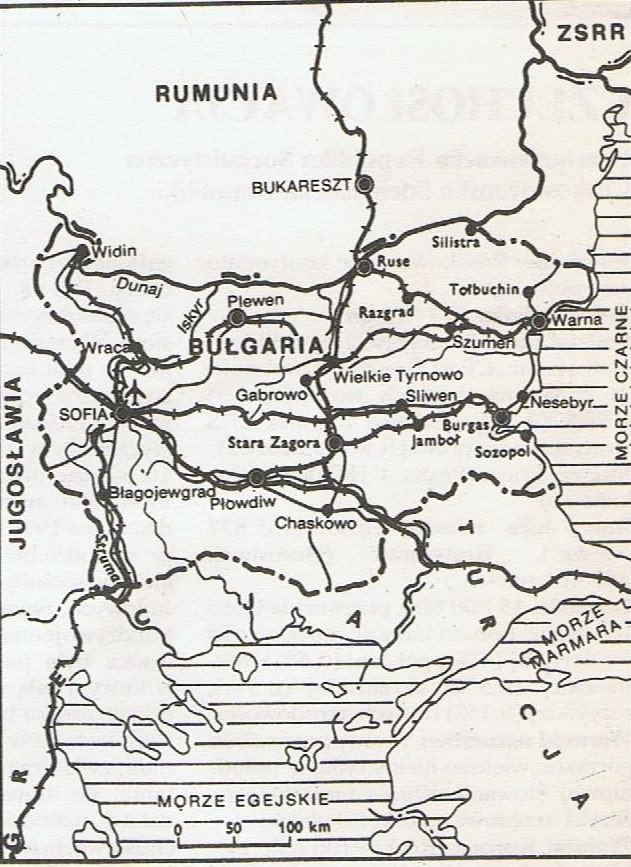 ZSRR
RUMUNIA
BUKARESZT
Silistra
Widin
Ruse
Dunaj
Tołbuchin
Iskyr
Plewen
Razgrad
Warna
Wraca
BUŁGARIA
Szumen
Wielkie Tyrnowo
Gabrowo
Sliwen
Nesebyr
SOFIA
Burgas
Stara Zagora
Jamboł
Sozopol
MORZE CZARNE
JUGOSŁAWIA
Błagojewgrad
Płowdiw
Chaskowo
Struma
GRECJA
TURCJA
MORZE
MARMARA
MORZE EGEJSKIE
0 50 100 km